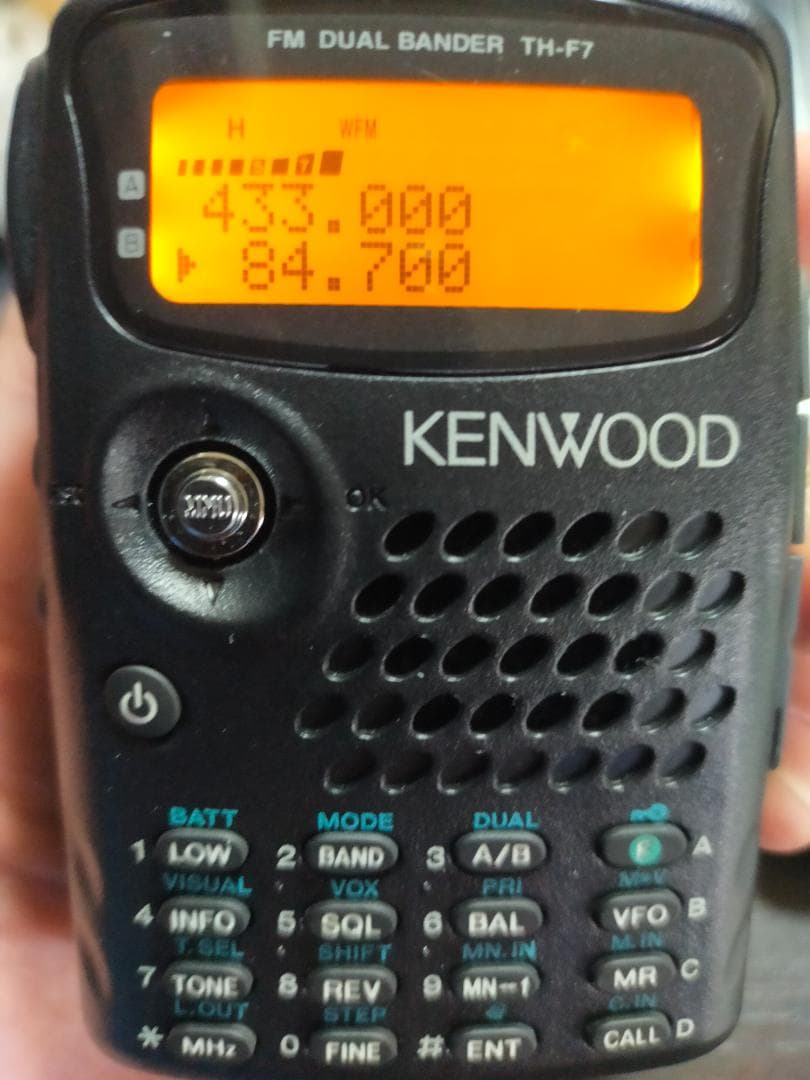 FM DUAL BANDER TH-F7
H WFM
A 433.000
B 84.700
KENWOOD
MNU OK
BATT MODE DUAL
1 LOW 2 BAND 3 A/B F A
VISUAL VOX PRI M►V
4 INFO 5 SQL 6 BAL VFO B
T.SEL SHIFT MN.IN M.IN
7 TONE 8 REV 9 MR C
L.OUT STEP C.IN
* MHz 0 FINE # ENT CALL D